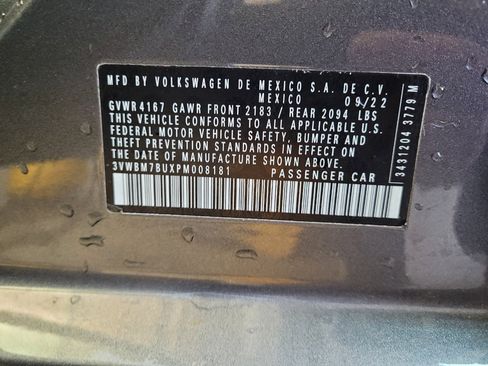 MFD BY VOLKSWAGEN DE MEXICO S.A. DE C.V.
MEXICO 09/22
GVWR 4167 GAWR FRONT 2183 / REAR 2094 LBS
THIS VEHICLE CONFORMS TO ALL APPLICABLE U.S.
FEDERAL MOTOR VEHICLE SAFETY, BUMPER AND
THEFT PREVENTION STANDARDS IN EFFECT ON THE
DATE OF MANUFACTURE SHOWN ABOVE.
3VWBM7BUXPM008181 PASSENGER CAR
3431204 3779 M